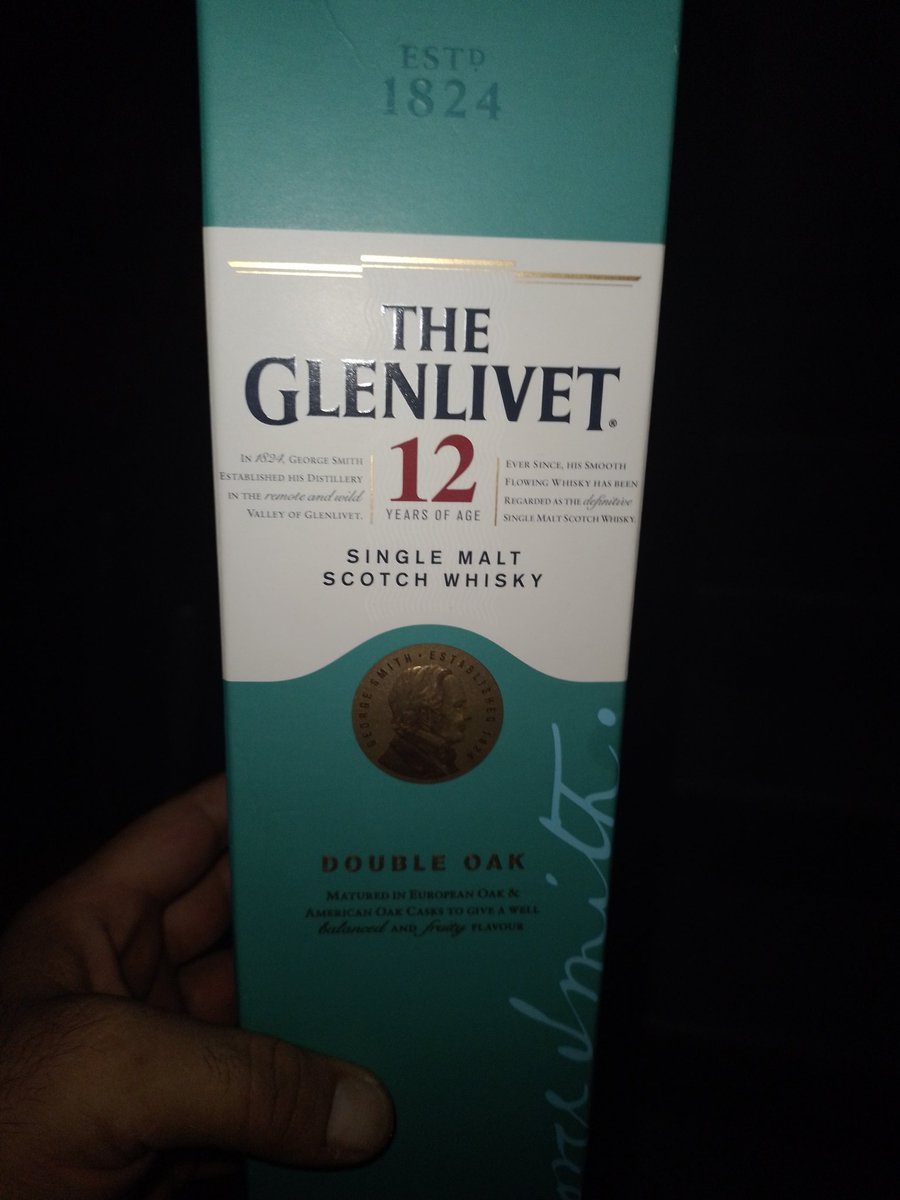 ESTD
1824
THE
GLENLIVET®
IN 1824, GEORGE SMITH
ESTABLISHED HIS DISTILLERY
IN THE remote and wild
VALLEY OF GLENLIVET.
12
YEARS OF AGE
EVER SINCE, HIS SMOOTH
FLOWING WHISKY HAS BEEN
REGARDED AS THE definitive
SINGLE MALT SCOTCH WHISKY.
SINGLE MALT
SCOTCH WHISKY
GEORGE SMITH · ESTABLISHED 1824
DOUBLE OAK
MATURED IN EUROPEAN OAK &
AMERICAN OAK CASKS TO GIVE A WELL
balanced AND fruity FLAVOUR
Smith.